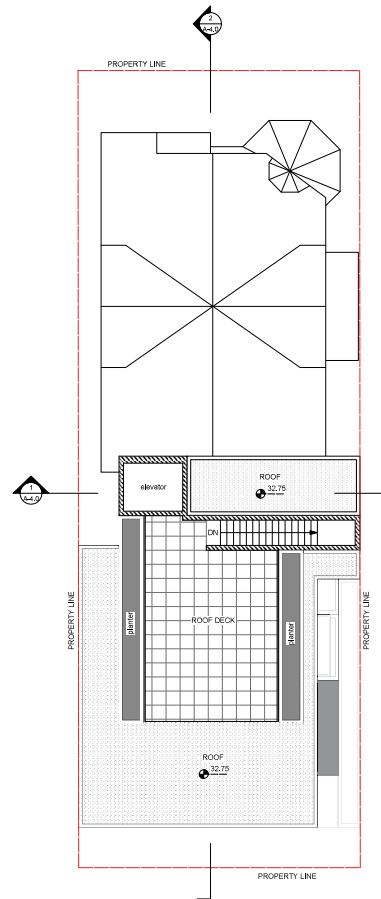 2
A-4.0
PROPERTY LINE
elevator
ROOF
32.75
1
A-4.0
DN
PROPERTY LINE
planter
ROOF DECK
planter
PROPERTY LINE
ROOF
32.75
PROPERTY LINE